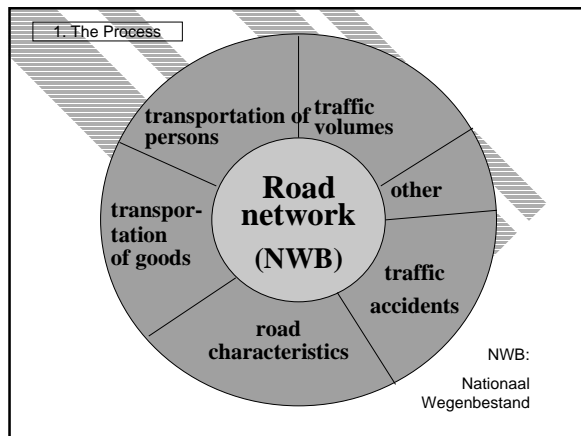 1. The Process
transportation of
persons
traffic
volumes
other
transpor-
tation
of goods
Road
network
(NWB)
traffic
accidents
road
characteristics
NWB:
Nationaal
Wegenbestand